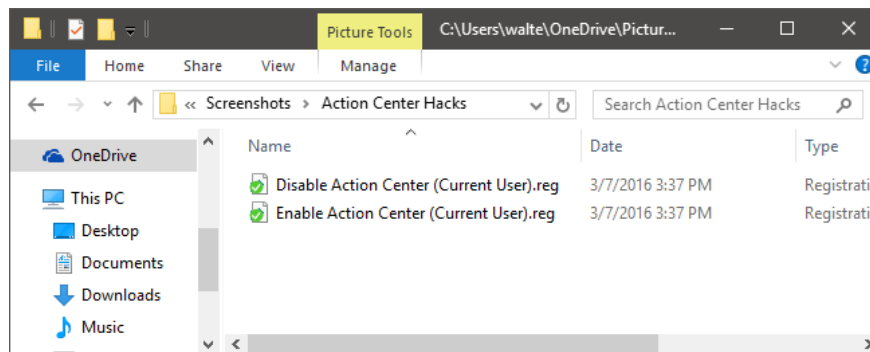 Picture Tools C:\Users\walte\OneDrive\Pictur...
File Home Share View Manage
« Screenshots › Action Center Hacks Search Action Center Hacks
Name Date Type
OneDrive
This PC
Desktop
Documents
Downloads
Music
Disable Action Center (Current User).reg 3/7/2016 3:37 PM Registrati
Enable Action Center (Current User).reg 3/7/2016 3:37 PM Registrati